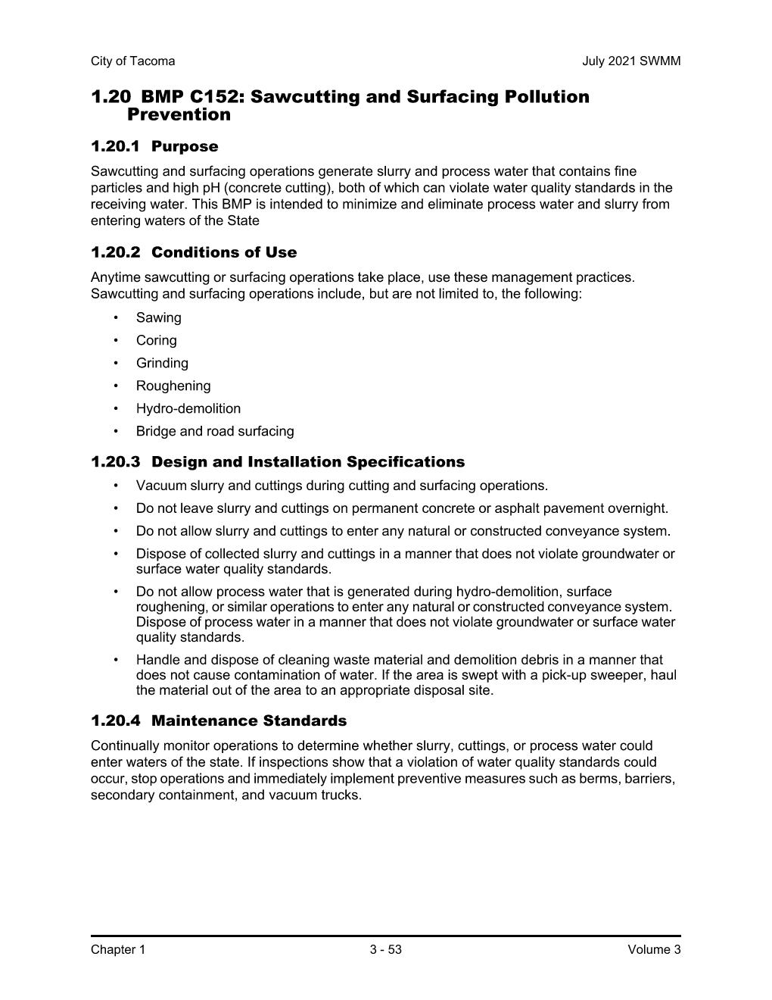 City of Tacoma July 2021 SWMM
1.20 BMP C152: Sawcutting and Surfacing Pollution
Prevention
1.20.1 Purpose
Sawcutting and surfacing operations generate slurry and process water that contains fine
particles and high pH (concrete cutting), both of which can violate water quality standards in the
receiving water. This BMP is intended to minimize and eliminate process water and slurry from
entering waters of the State
1.20.2 Conditions of Use
Anytime sawcutting or surfacing operations take place, use these management practices.
Sawcutting and surfacing operations include, but are not limited to, the following:
• Sawing
• Coring
• Grinding
• Roughening
• Hydro-demolition
• Bridge and road surfacing
1.20.3 Design and Installation Specifications
• Vacuum slurry and cuttings during cutting and surfacing operations.
• Do not leave slurry and cuttings on permanent concrete or asphalt pavement overnight.
• Do not allow slurry and cuttings to enter any natural or constructed conveyance system.
• Dispose of collected slurry and cuttings in a manner that does not violate groundwater or
surface water quality standards.
• Do not allow process water that is generated during hydro-demolition, surface
roughening, or similar operations to enter any natural or constructed conveyance system.
Dispose of process water in a manner that does not violate groundwater or surface water
quality standards.
• Handle and dispose of cleaning waste material and demolition debris in a manner that
does not cause contamination of water. If the area is swept with a pick-up sweeper, haul
the material out of the area to an appropriate disposal site.
1.20.4 Maintenance Standards
Continually monitor operations to determine whether slurry, cuttings, or process water could
enter waters of the state. If inspections show that a violation of water quality standards could
occur, stop operations and immediately implement preventive measures such as berms, barriers,
secondary containment, and vacuum trucks.
Chapter 1 3 - 53 Volume 3